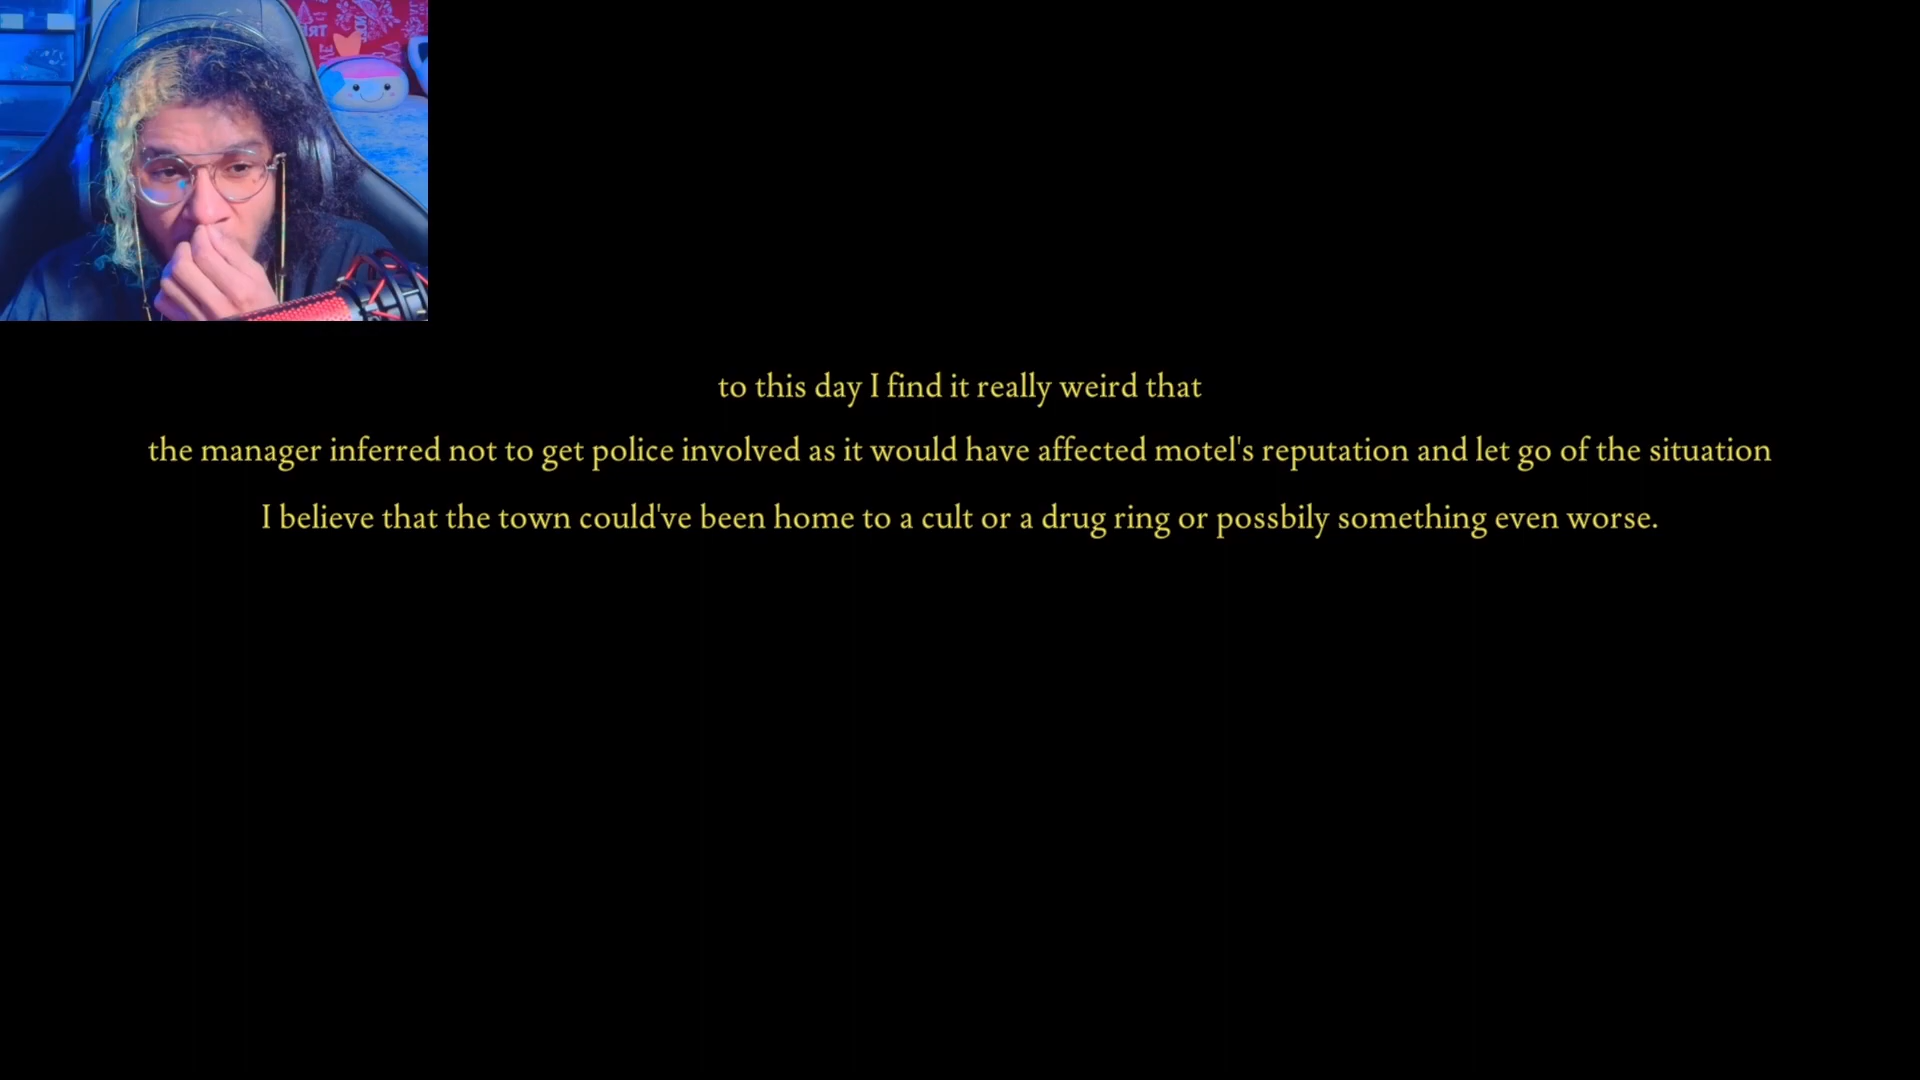 to this day I find it really weird that
the manager inferred not to get police involved as it would have affected motel's reputation and let go of the situation
I believe that the town could've been home to a cult or a drug ring or possbily something even worse.